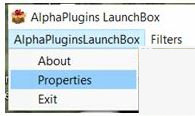 AlphaPlugins LaunchBox
AlphaPluginsLaunchBox Filters
About
Properties
Exit